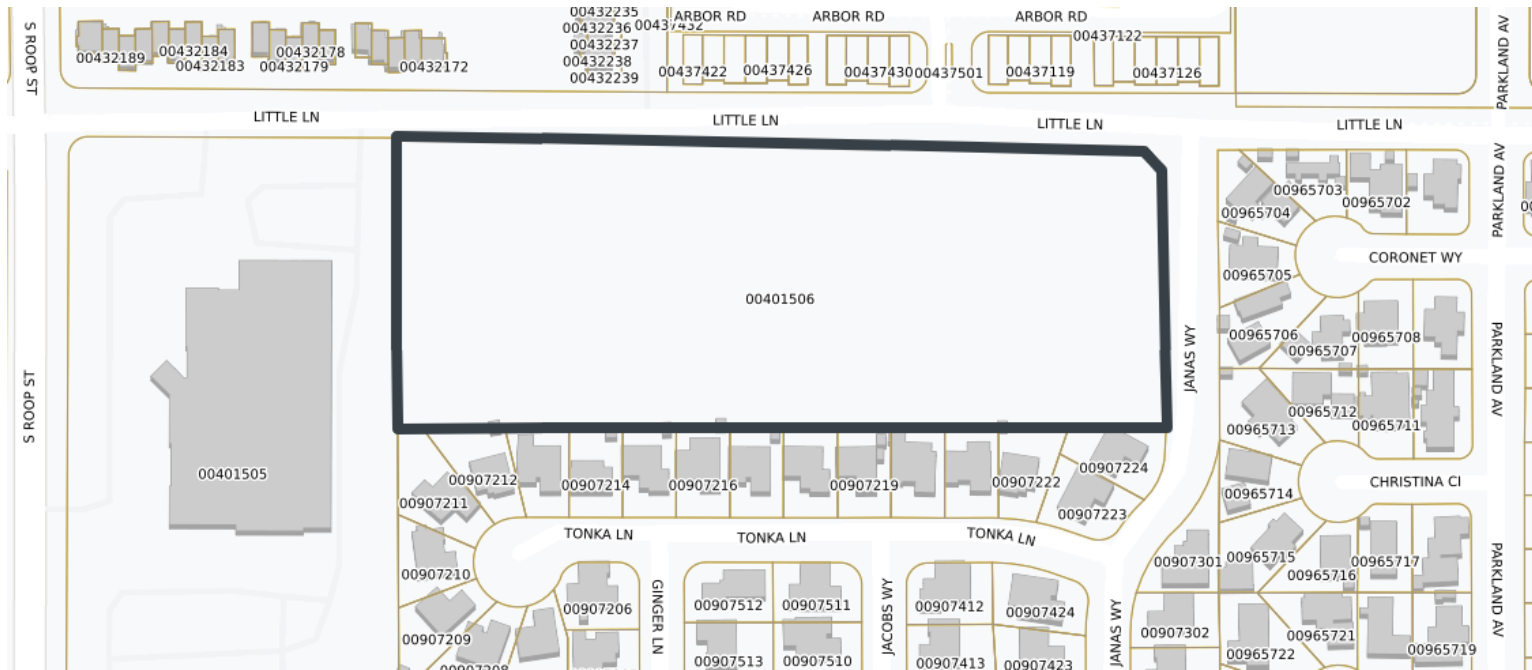 S ROOP ST
00432189
00432184
00432183
00432178
00432179
00432172
00432235
00432236
00437432
00432237
00432238
00432239
ARBOR RD
ARBOR RD
ARBOR RD
00437122
00437422
00437426
00437430
00437501
00437119
00437126
PARKLAND AV
LITTLE LN
LITTLE LN
LITTLE LN
LITTLE LN
PARKLAND AV
00965703
00965702
00965704
CORONET WY
00965705
00401506
00965706
00965707
00965708
JANAS WY
PARKLAND AV
S ROOP ST
00965712
00965711
00965713
00401505
00907211
00907212
00907214
00907216
00907219
00907222
00907224
00907223
00965714
CHRISTINA CI
TONKA LN
TONKA LN
TONKA LN
00907210
00907301
00965715
00965716
00965717
PARKLAND AV
00907206
GINGER LN
00907512
00907511
JACOBS WY
00907412
00907424
JANAS WY
00907209
00907302
00965721
00965719
00965722
00907208
00907513
00907510
00907413
00907423